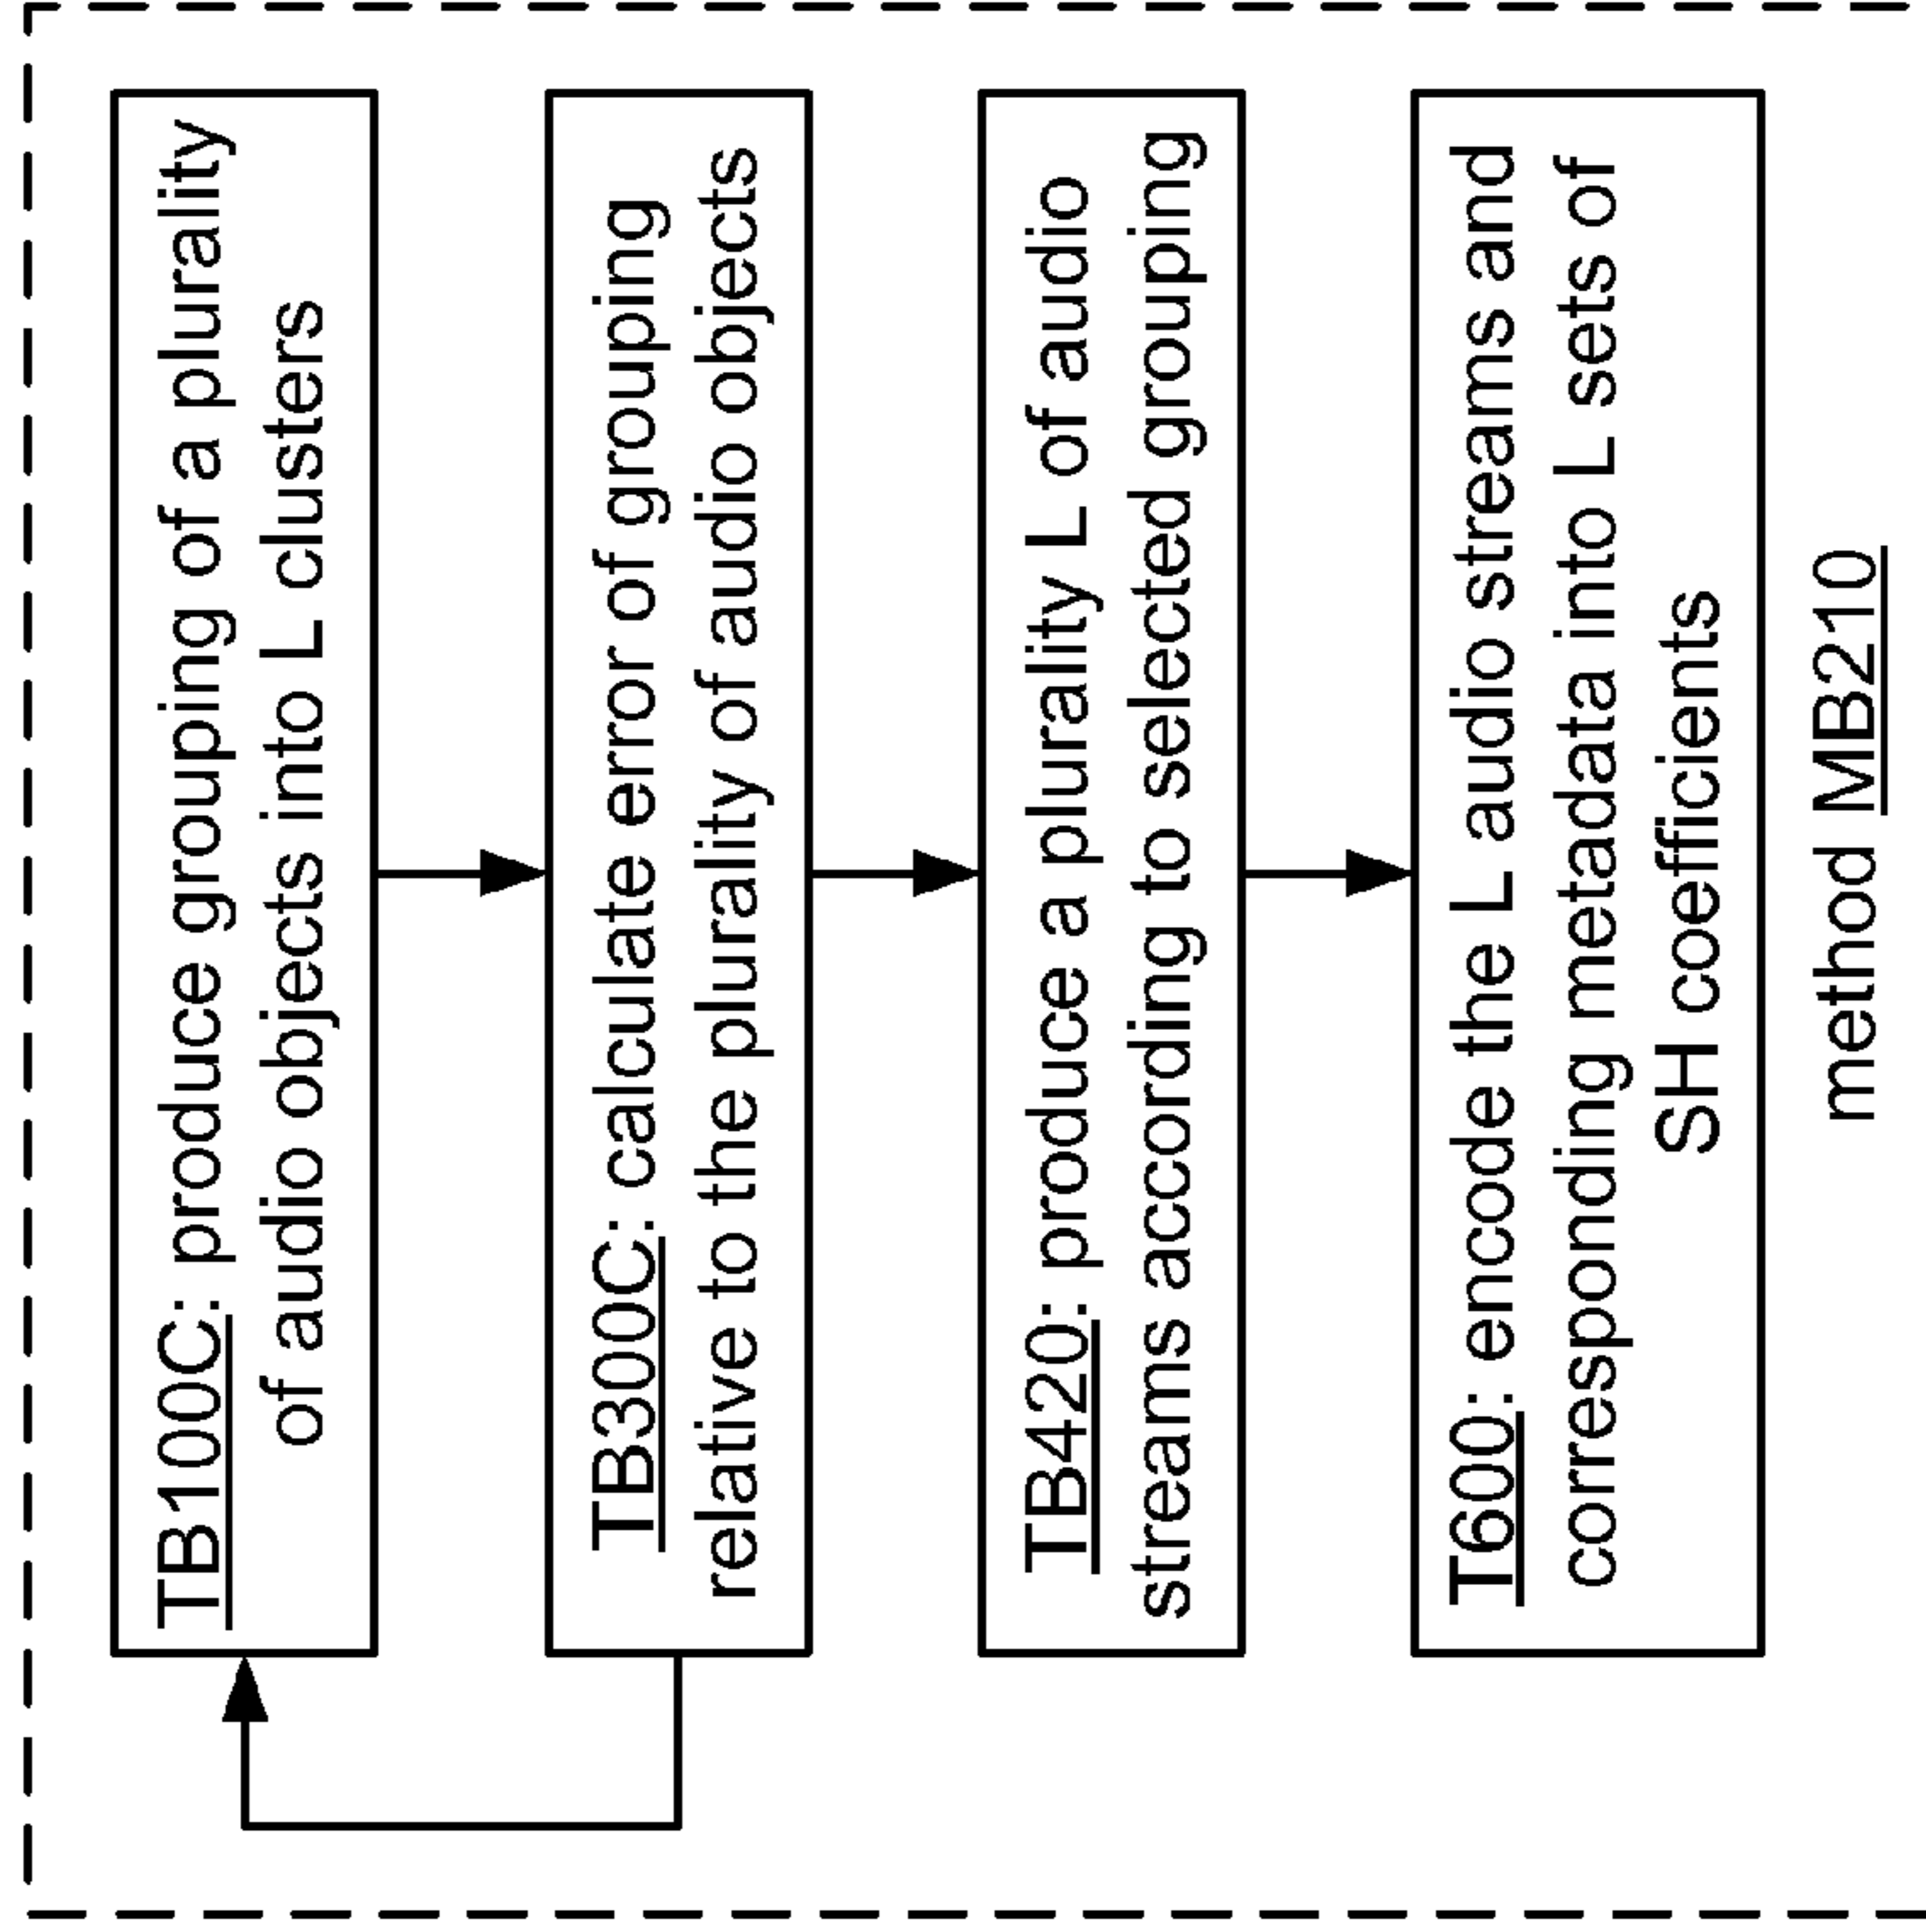 TB100C: produce grouping of a plurality
of audio objects into L clusters
TB300C: calculate error of grouping
relative to the plurality of audio objects
TB420: produce a plurality L of audio
streams according to selected grouping
T600: encode the L audio streams and
corresponding metadata into L sets of
SH coefficients
method MB210